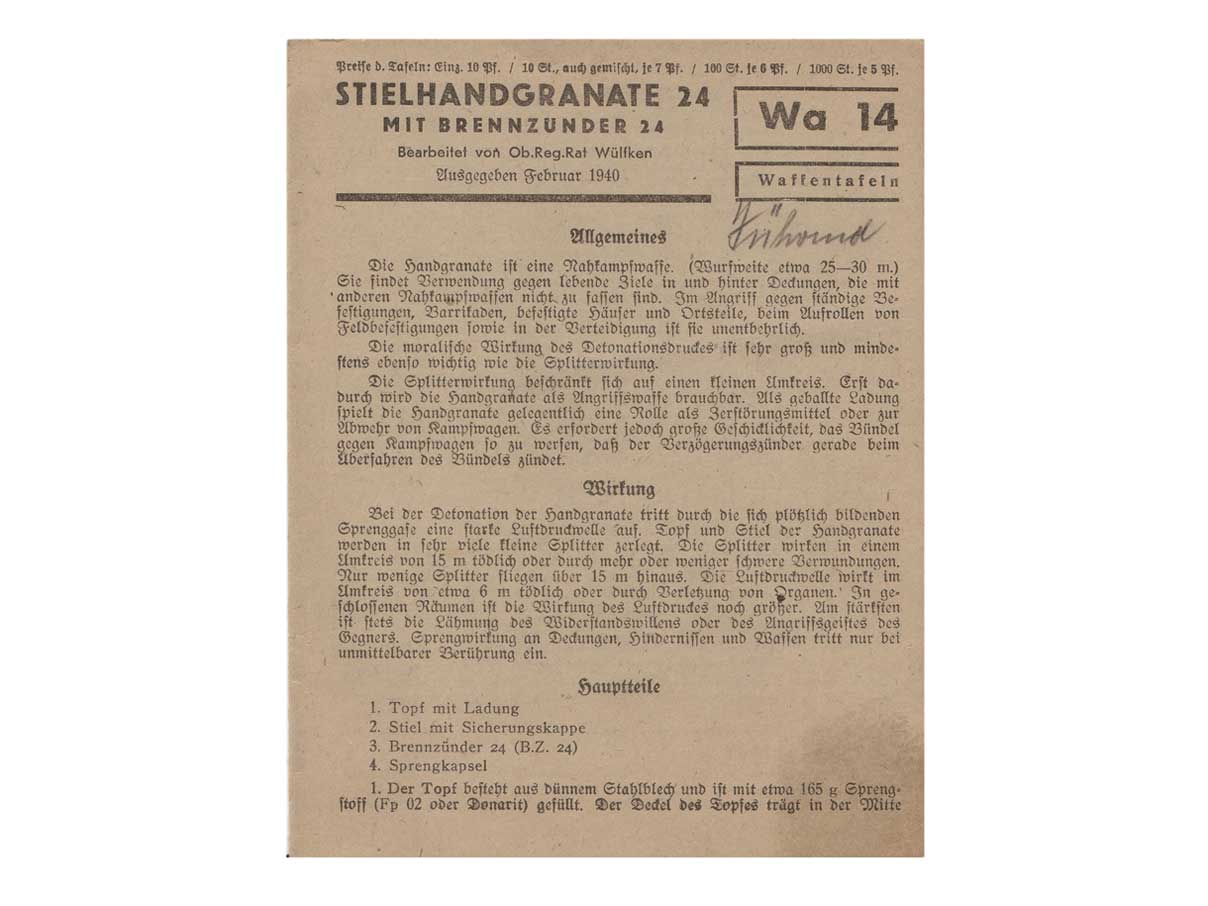 Preise d. Tafeln: Einz. 10 Pf. / 10 St., auch gemischt, je 7 Pf. / 100 St. je 6 Pf. / 1000 St. je 5 Pf.
STIELHANDGRANATE 24
MIT BRENNZÜNDER 24
Bearbeitet von Ob.Reg.Rat Wülfken
Ausgegeben Februar 1940
Wa 14
Waffentafeln
Allgemeines
Die Handgranate ist eine Nahkampfwaffe. (Wurfweite etwa 25—30 m.)
Sie findet Verwendung gegen lebende Ziele in und hinter Deckungen, die mit
anderen Nahkampfwaffen nicht zu fassen sind. Im Angriff gegen ständige Be-
festigungen, Barrikaden, befestigte Häuser und Ortsteile, beim Aufrollen von
Feldbefestigungen sowie in der Verteidigung ist sie unentbehrlich.
Die moralische Wirkung des Detonationsdruckes ist sehr groß und minde-
stens ebenso wichtig wie die Splitterwirkung.
Die Splitterwirkung beschränkt sich auf einen kleinen Umkreis. Erst da-
durch wird die Handgranate als Angriffswaffe brauchbar. Als geballte Ladung
spielt die Handgranate gelegentlich eine Rolle als Zerstörungsmittel oder zur
Abwehr von Kampfwagen. Es erfordert jedoch große Geschicklichkeit, das Bündel
gegen Kampfwagen so zu werfen, daß der Verzögerungszünder gerade beim
Überfahren des Bündels zündet.
Wirkung
Bei der Detonation der Handgranate tritt durch die sich plötzlich bildenden
Sprenggase eine starke Luftdruckwelle auf. Topf und Stiel der Handgranate
werden in sehr viele kleine Splitter zerlegt. Die Splitter wirken in einem
Umkreis von 15 m tödlich oder durch mehr oder weniger schwere Verwundungen.
Nur wenige Splitter fliegen über 15 m hinaus. Die Luftdruckwelle wirkt im
Umkreis von etwa 6 m tödlich oder durch Verletzung von Organen. In ge-
schlossenen Räumen ist die Wirkung des Luftdruckes noch größer. Am stärksten
ist stets die Lähmung des Widerstandswillens oder des Angriffsgeistes des
Gegners. Sprengwirkung an Deckungen, Hindernissen und Waffen tritt nur bei
unmittelbarer Berührung ein.
Hauptteile
1. Topf mit Ladung
2. Stiel mit Sicherungskappe
3. Brennzünder 24 (B.Z. 24)
4. Sprengkapsel
1. Der Topf besteht aus dünnem Stahlblech und ist mit etwa 165 g Spreng-
stoff (Fp 02 oder Donarit) gefüllt. Der Deckel des Topfes trägt in der Mitte